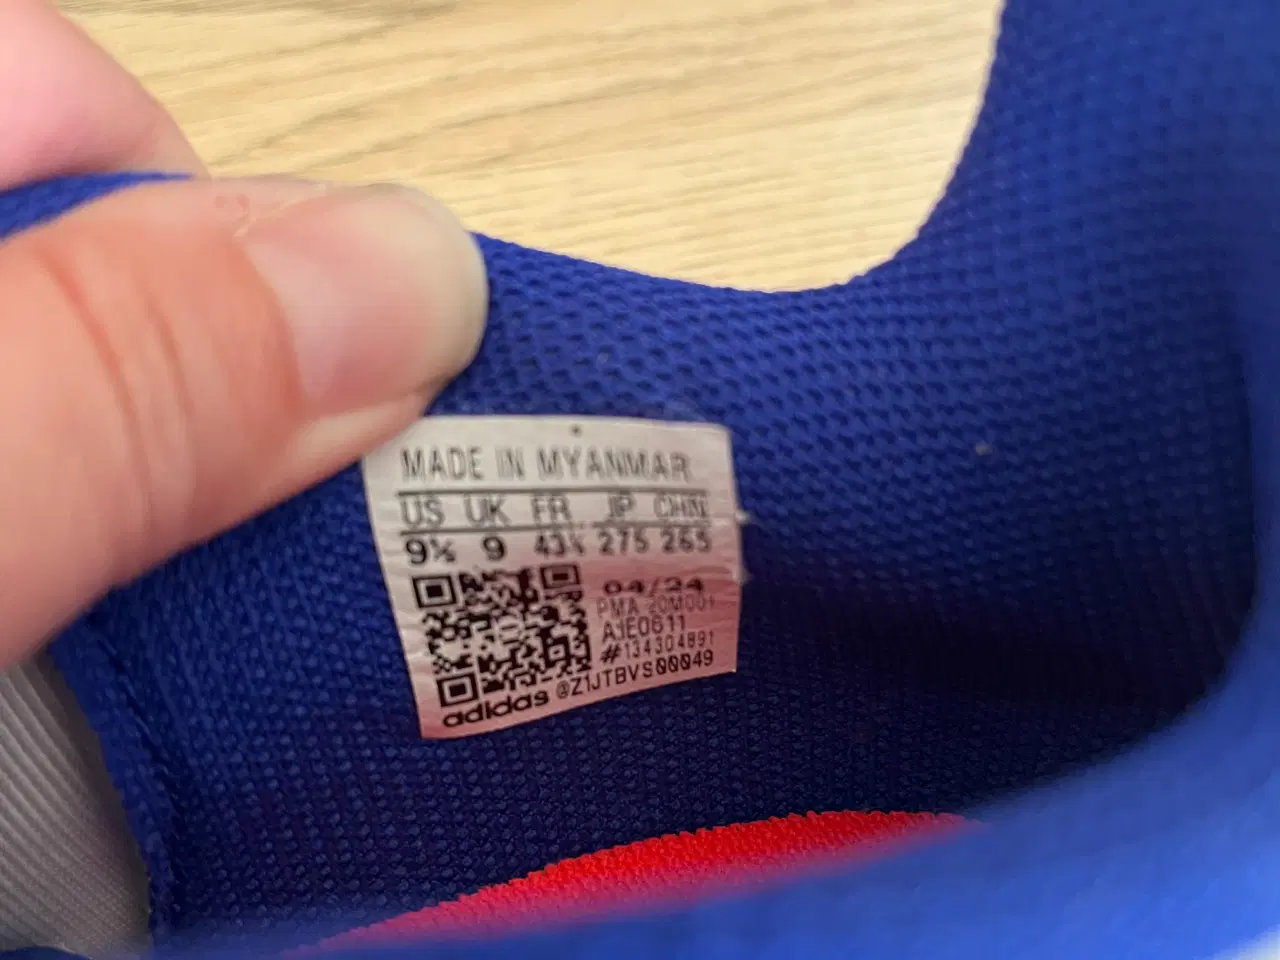 MADE IN MYANMAR
US UK FR JP CHN
9½ 9 43⅓ 275 265
04/24
PMA 20M001
#134304891
@Z1JTBVS00049
adidas